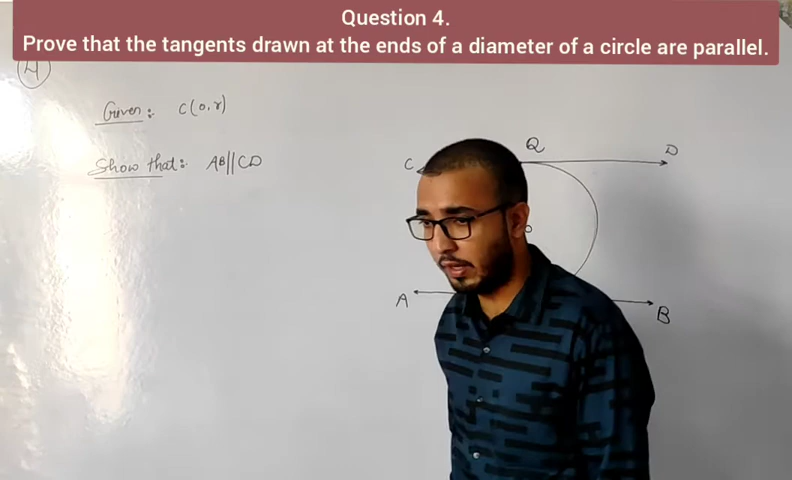 Question 4.
Prove that the tangents drawn at the ends of a diameter of a circle are parallel.
4
Given: C(O,r)
Show that: AB||CD
C Q D
O
A B